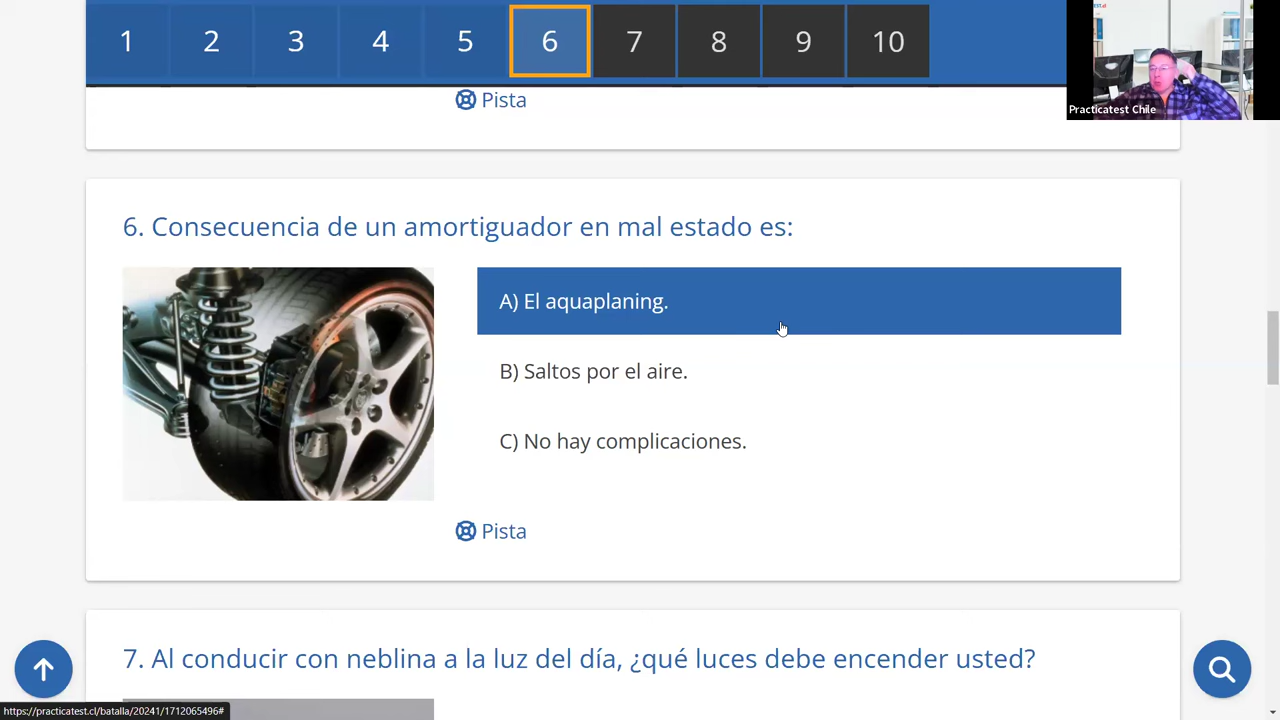 1 2 3 4 5 6 7 8 9 10
Practicatest Chile
Pista
6. Consecuencia de un amortiguador en mal estado es:
A) El aquaplaning.
B) Saltos por el aire.
C) No hay complicaciones.
Pista
7. Al conducir con neblina a la luz del día, ¿qué luces debe encender usted?
https://practicatest.cl/batalla/20241/1712065496#